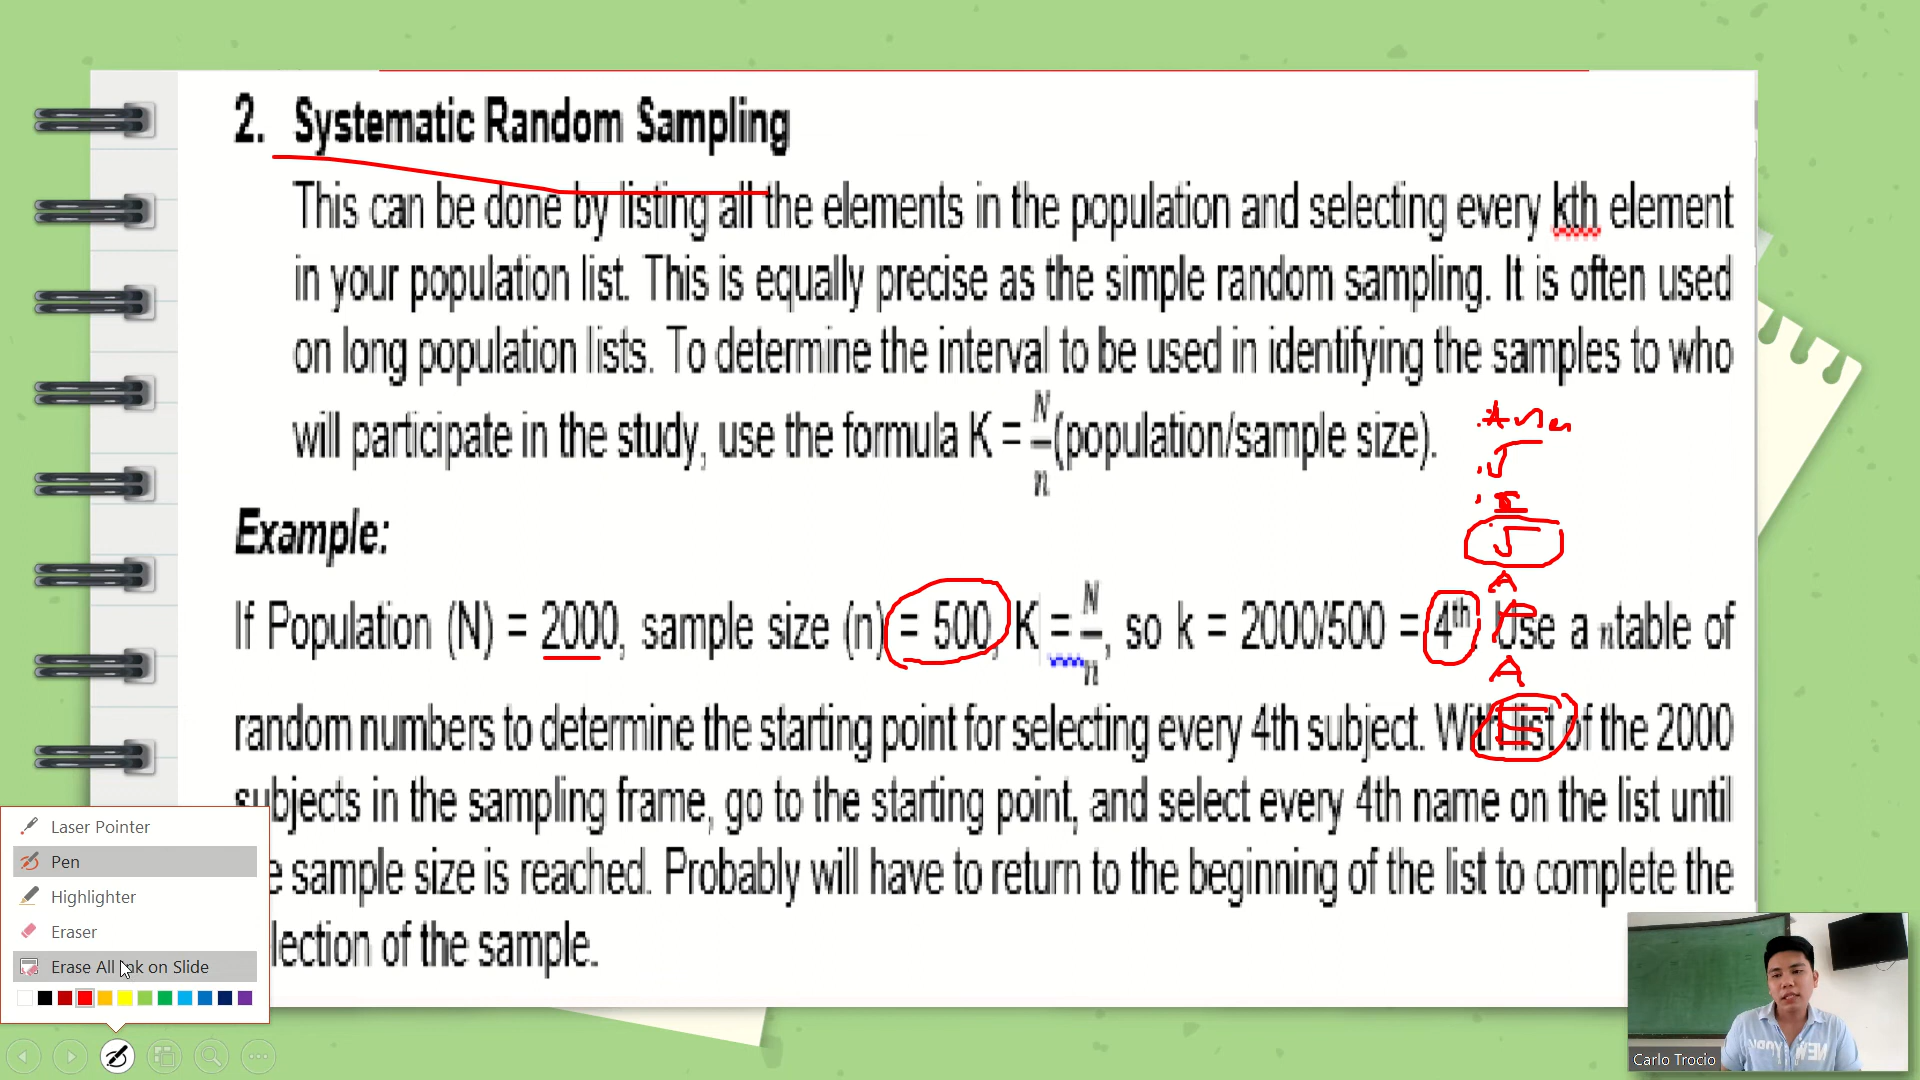 2. Systematic Random Sampling
This can be done by listing all the elements in the population and selecting every kth element
in your population list. This is equally precise as the simple random sampling. It is often used
on long population lists. To determine the interval to be used in identifying the samples to who
will participate in the study, use the formula K = N/n (population/sample size).
Example:
If Population (N) = 2000, sample size (n) = 500, K = N/n, so k = 2000/500 = 4th. Use a ntable of
random numbers to determine the starting point for selecting every 4th subject. With list of the 2000
subjects in the sampling frame, go to the starting point, and select every 4th name on the list until
e sample size is reached. Probably will have to return to the beginning of the list to complete the
lection of the sample.
A
A
E
Laser Pointer
Pen
Highlighter
Eraser
Erase All Ink on Slide
NEW YORK
Carlo Trocio